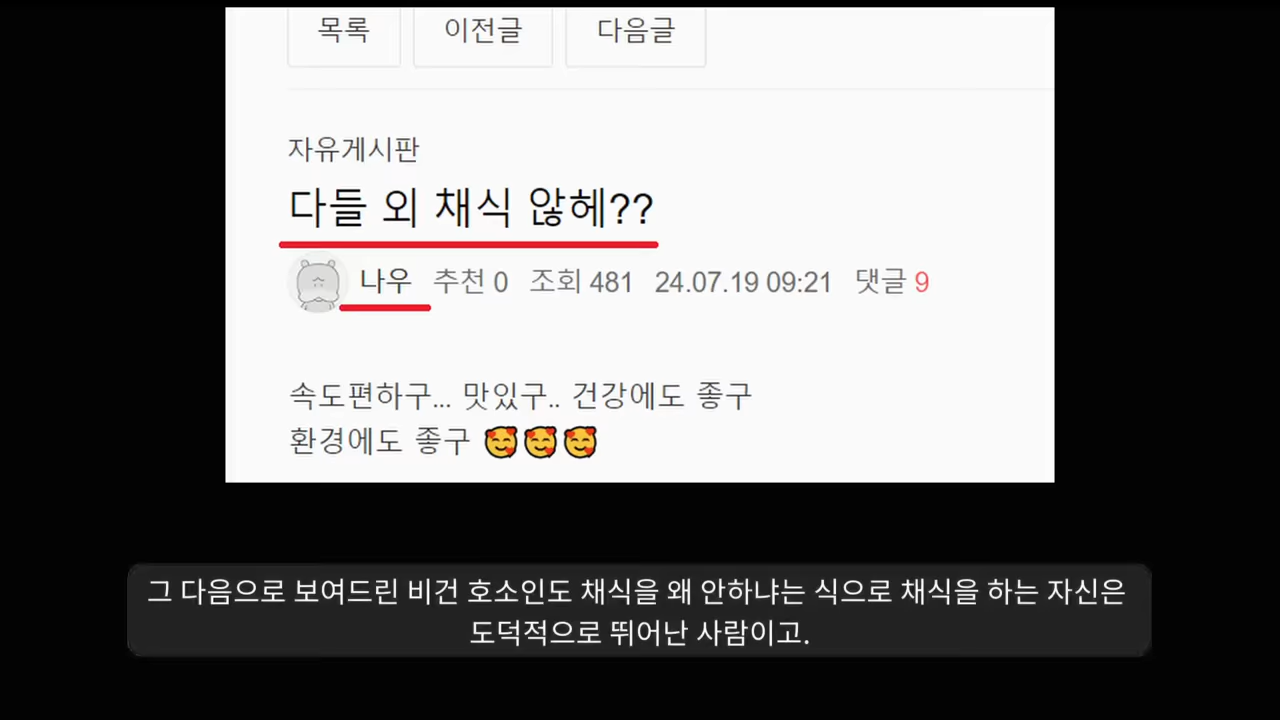 목록 이전글 다음글
자유게시판
다들 외 채식 않헤??
나우 추천 0 조회 481 24.07.19 09:21 댓글 9
속도편하구... 맛있구.. 건강에도 좋구
환경에도 좋구 🥰🥰🥰
그 다음으로 보여드린 비건 호소인도 채식을 왜 안하냐는 식으로 채식을 하는 자신은
도덕적으로 뛰어난 사람이고.